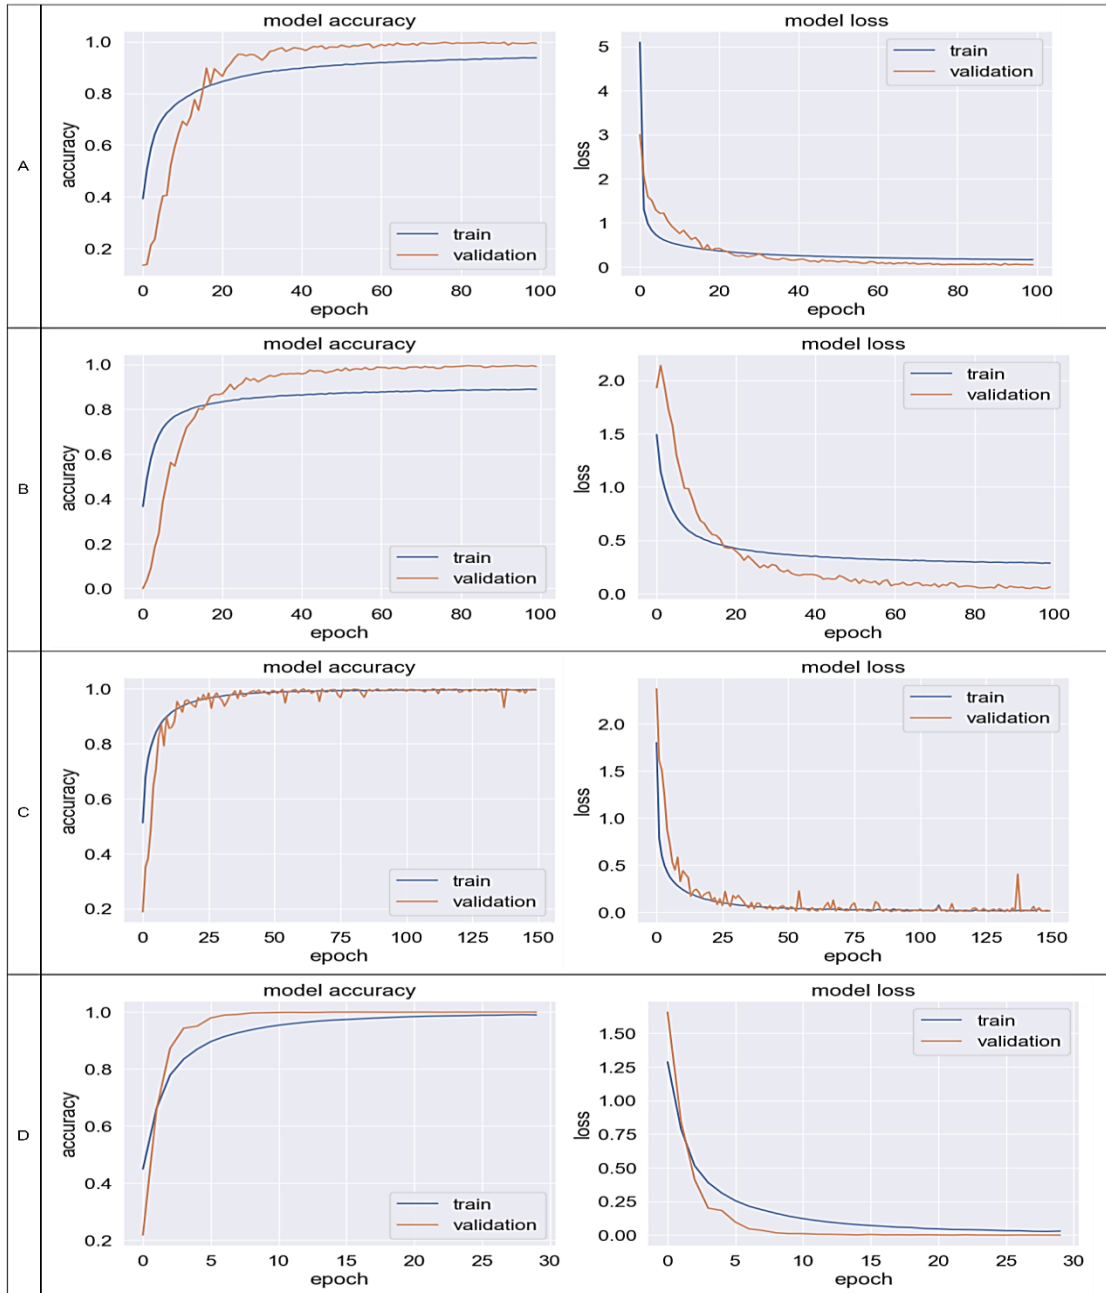 A
model accuracy
1.0
0.8
0.6
0.4
0.2
accuracy
train
validation
0 20 40 60 80 100
epoch
model loss
5
4
3
2
1
0
loss
train
validation
0 20 40 60 80 100
epoch
B
model accuracy
1.0
0.8
0.6
0.4
0.2
0.0
accuracy
train
validation
0 20 40 60 80 100
epoch
model loss
2.0
1.5
1.0
0.5
0.0
loss
train
validation
0 20 40 60 80 100
epoch
C
model accuracy
1.0
0.8
0.6
0.4
0.2
accuracy
train
validation
0 25 50 75 100 125 150
epoch
model loss
2.0
1.5
1.0
0.5
0.0
loss
train
validation
0 25 50 75 100 125 150
epoch
D
model accuracy
1.0
0.8
0.6
0.4
0.2
accuracy
train
validation
0 5 10 15 20 25 30
epoch
model loss
1.50
1.25
1.00
0.75
0.50
0.25
0.00
loss
train
validation
0 5 10 15 20 25 30
epoch